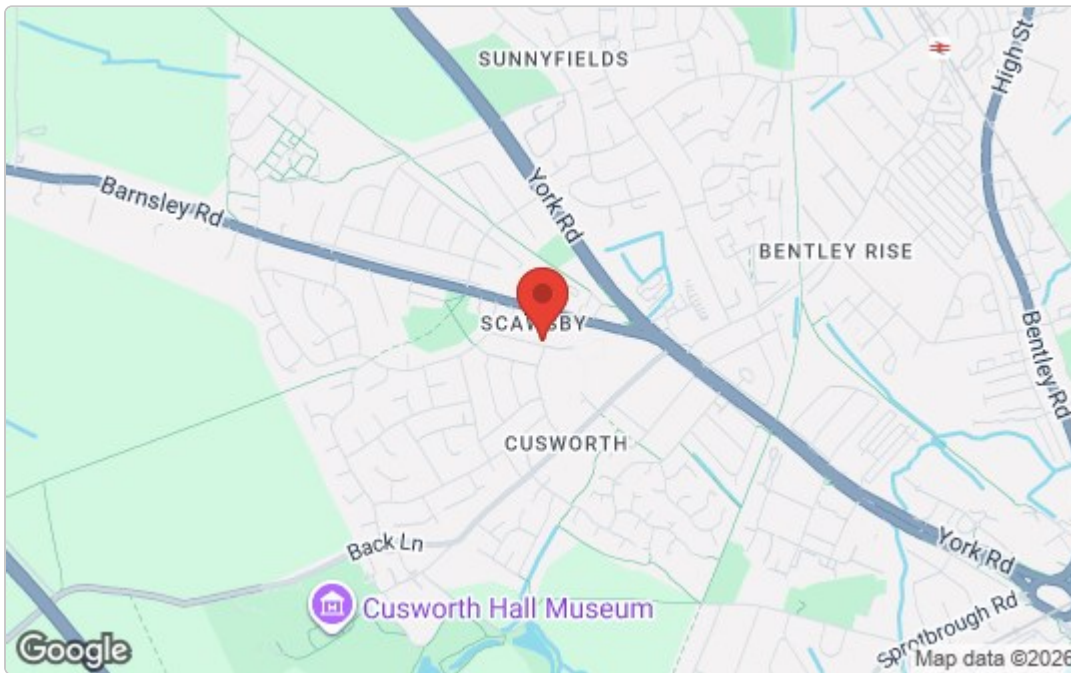 SUNNYFIELDS
High St
Barnsley Rd
York Rd
BENTLEY RISE
SCAWSBY
Bentley Rd
CUSWORTH
Back Ln
York Rd
Cusworth Hall Museum
Sprotbrough Rd
Google
Map data ©2026